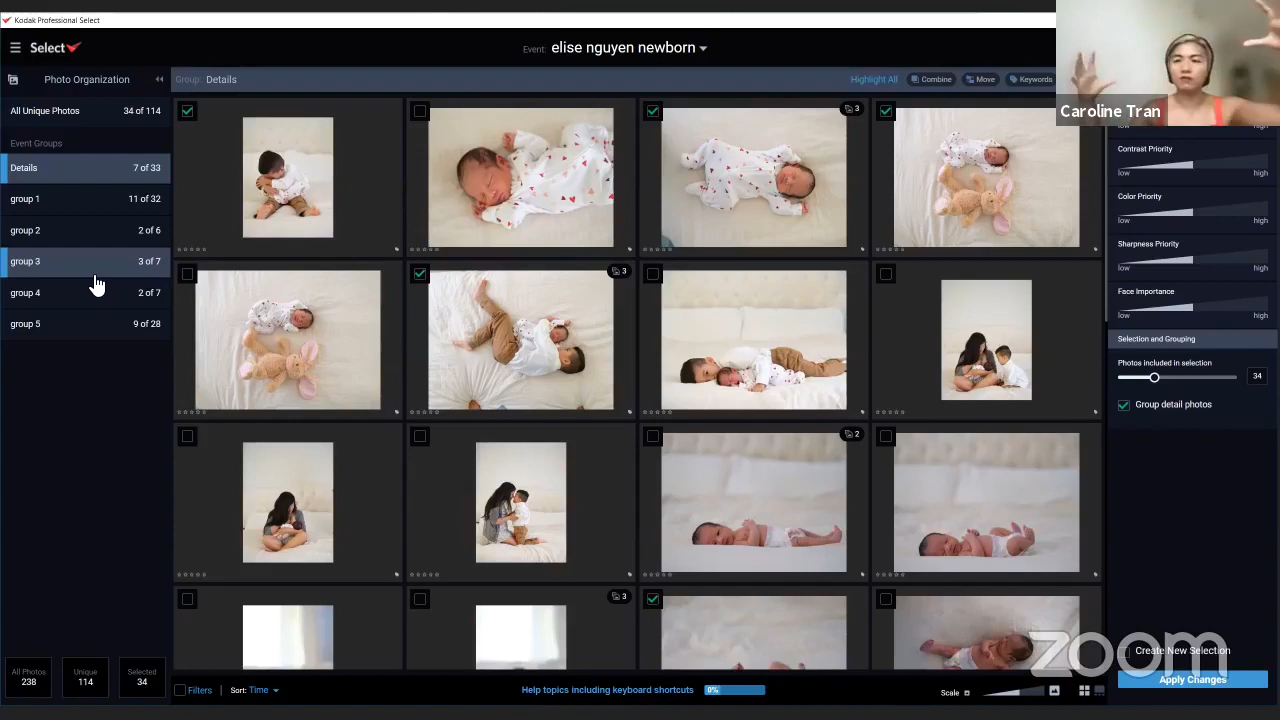 Kodak Professional Select
Select
Event: elise nguyen newborn
Photo Organization
Group: Details
Highlight All
Combine
Move
Keywords
Caroline Tran
All Unique Photos 34 of 114
Event Groups
Details 7 of 33
group 1 11 of 32
group 2 2 of 6
group 3 3 of 7
group 4 2 of 7
group 5 9 of 28
3
3
2
3
low high
Contrast Priority
low high
Color Priority
low high
Sharpness Priority
low high
Face Importance
low high
Selection and Grouping
Photos included in selection
34
Group detail photos
zoom
Create New Selection
Apply Changes
All Photos
238
Unique
114
Selected
34
Filters
Sort: Time
Help topics including keyboard shortcuts
0%
Scale